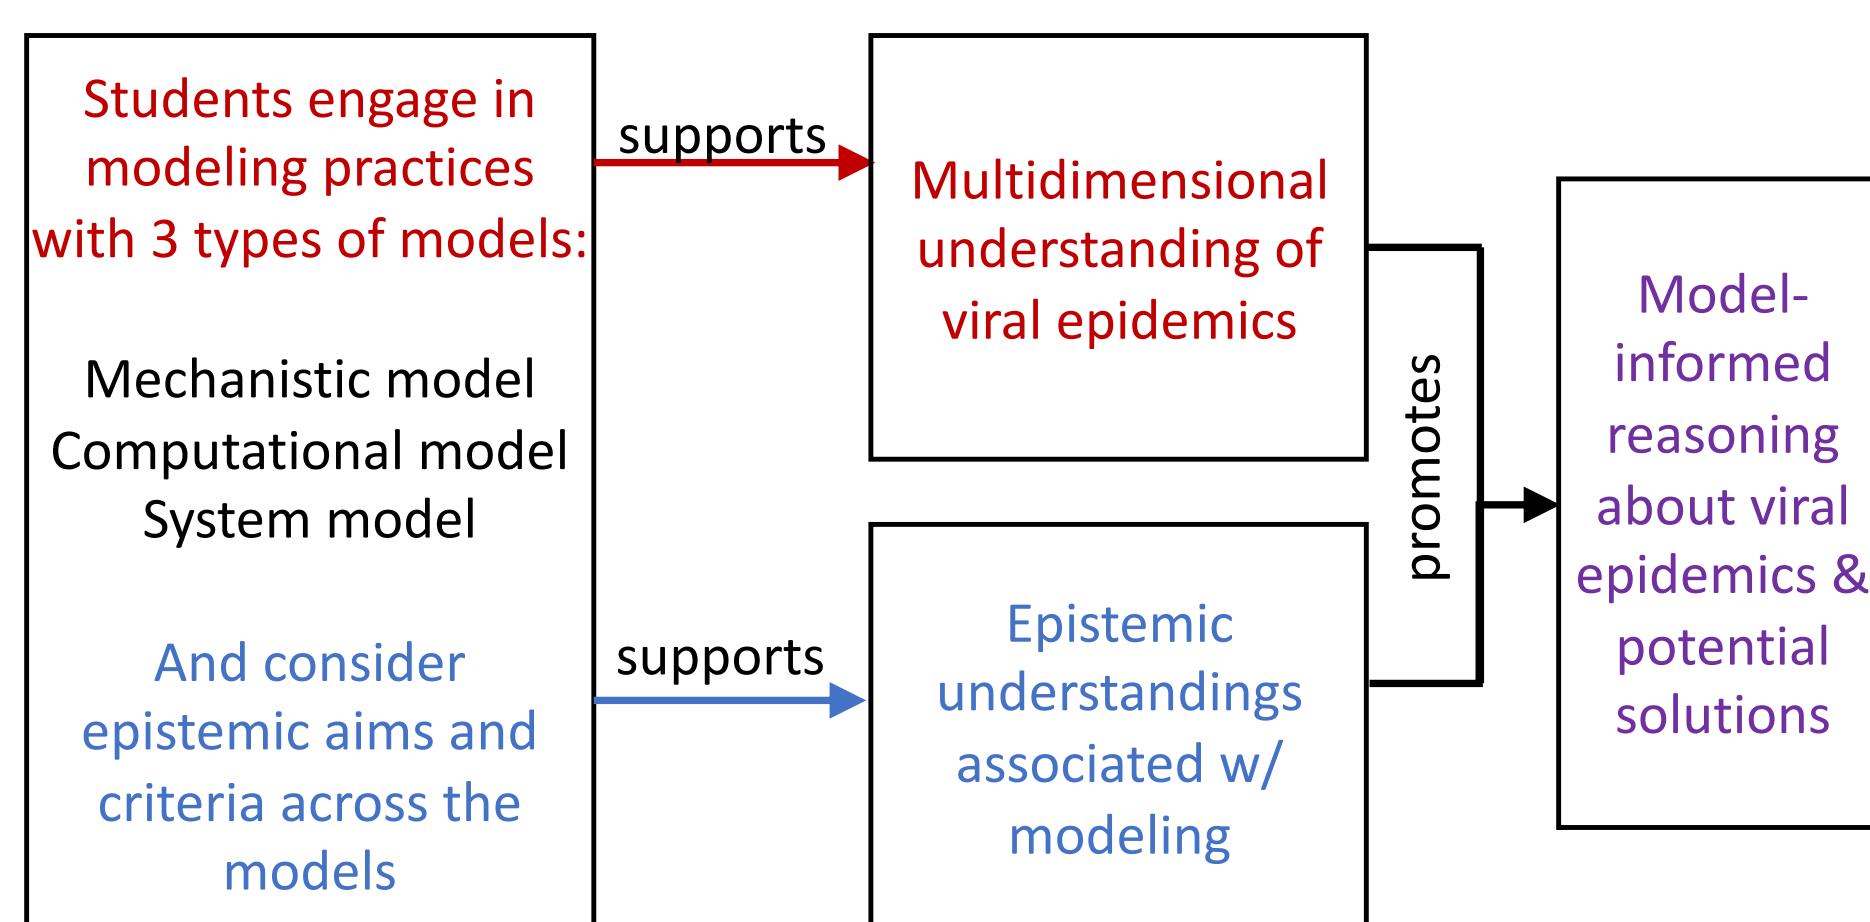 Students engage in
modeling practices
with 3 types of models:
Mechanistic model
Computational model
System model
And consider
epistemic aims and
criteria across the
models
supports
supports
Multidimensional
understanding of
viral epidemics
Epistemic
understandings
associated w/
modeling
promotes
Model-
informed
reasoning
about viral
epidemics &
potential
solutions